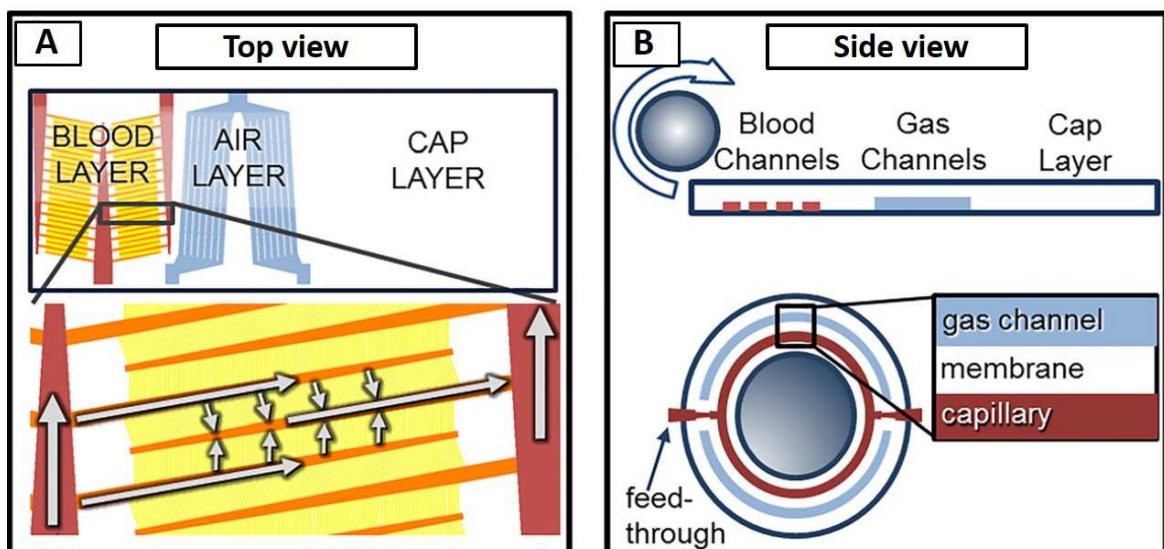 A
Top view
BLOOD
LAYER
AIR
LAYER
CAP
LAYER
B
Side view
Blood
Channels
Gas
Channels
Cap
Layer
gas channel
membrane
capillary
feed-
through